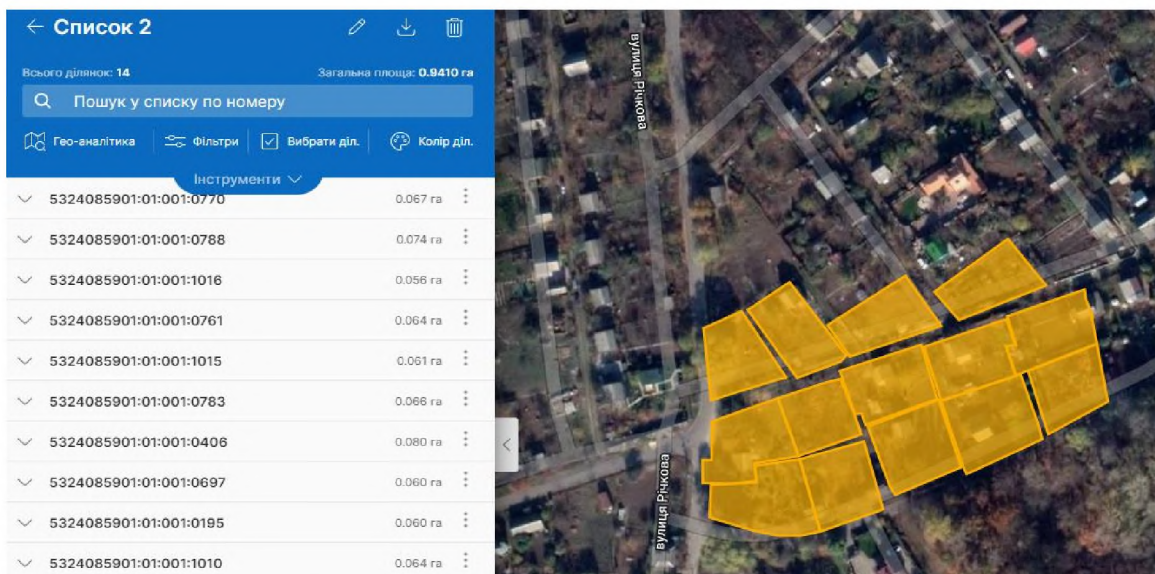 Список 2
Всього ділянок: 14 Загальна площа: 0.9410 га
Пошук у списку по номеру
Гео-аналітика Фільтри Вибрати діл. Колір діл.
Інструменти
5324085901:01:001:0770 0.067 га
5324085901:01:001:0788 0.074 га
5324085901:01:001:1016 0.056 га
5324085901:01:001:0761 0.064 га
5324085901:01:001:1015 0.061 га
5324085901:01:001:0783 0.066 га
5324085901:01:001:0406 0.080 га
5324085901:01:001:0697 0.060 га
5324085901:01:001:0195 0.060 га
5324085901:01:001:1010 0.064 га
вулиця Річкова
вулиця Річкова